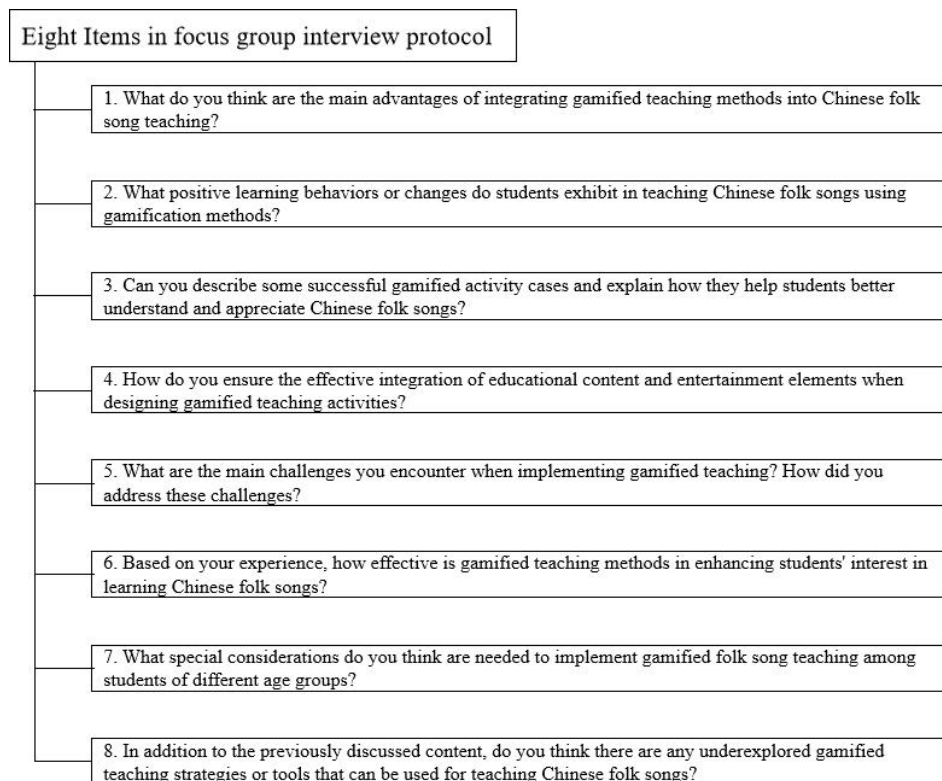 Eight Items in focus group interview protocol
1. What do you think are the main advantages of integrating gamified teaching methods into Chinese folk
song teaching?
2. What positive learning behaviors or changes do students exhibit in teaching Chinese folk songs using
gamification methods?
3. Can you describe some successful gamified activity cases and explain how they help students better
understand and appreciate Chinese folk songs?
4. How do you ensure the effective integration of educational content and entertainment elements when
designing gamified teaching activities?
5. What are the main challenges you encounter when implementing gamified teaching? How did you
address these challenges?
6. Based on your experience, how effective is gamified teaching methods in enhancing students' interest in
learning Chinese folk songs?
7. What special considerations do you think are needed to implement gamified folk song teaching among
students of different age groups?
8. In addition to the previously discussed content, do you think there are any underexplored gamified
teaching strategies or tools that can be used for teaching Chinese folk songs?